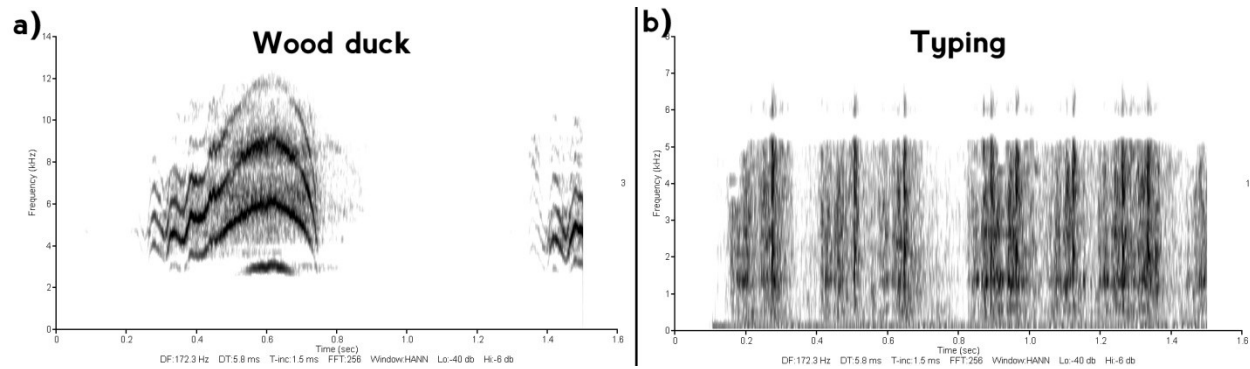 a)
Wood duck
14
12
10
8
6
4
2
0
Frequency (kHz)
0 0.2 0.4 0.6 0.8 1.0 1.2 1.4 1.6
Time (sec)
DF:172.3 Hz DT:5.8 ms T-inc:1.5 ms FFT:256 Window:HANN Lo:-40 db Hi:-6 db
3
b)
Typing
8
7
6
5
4
3
2
1
0
Frequency (kHz)
0 0.2 0.4 0.6 0.8 1.0 1.2 1.4 1.6
Time (sec)
DF:172.3 Hz DT:5.8 ms T-inc:1.5 ms FFT:256 Window:HANN Lo:-40 db Hi:-6 db
1